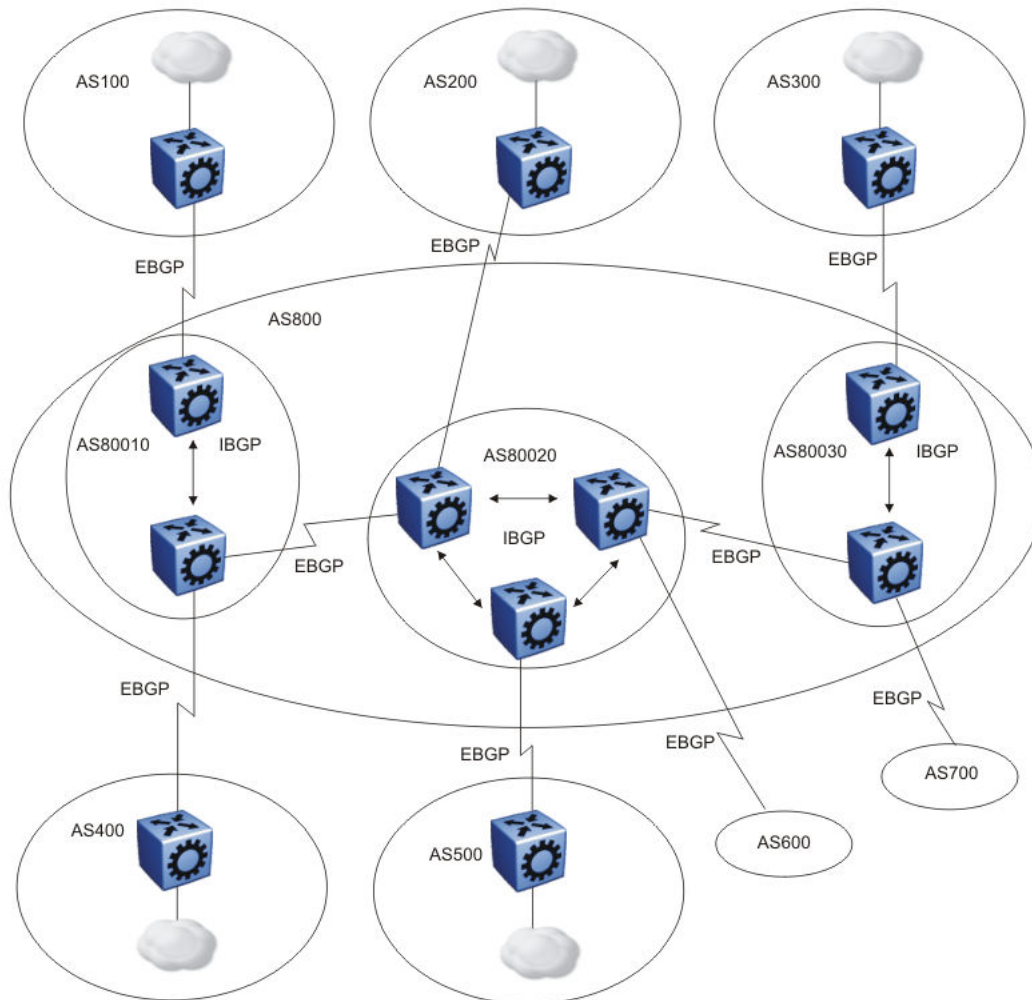 AS100
AS200
AS300
EBGP
EBGP
EBGP
AS800
AS80010
IBGP
AS80020
AS80030
IBGP
IBGP
EBGP
EBGP
EBGP
EBGP
EBGP
EBGP
AS700
AS400
AS500
AS600